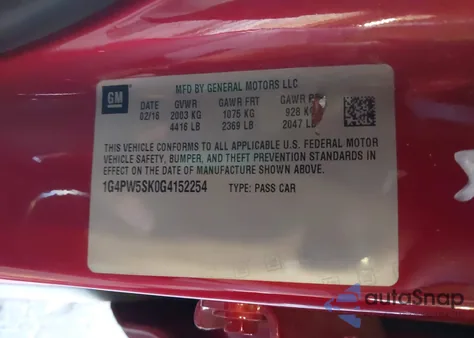 GM
MFD BY GENERAL MOTORS LLC
DATE GVWR GAWR FRT GAWR
02/16 2003 KG 1075 KG 928 KG
4416 LB 2369 LB 2047 LB
THIS VEHICLE CONFORMS TO ALL APPLICABLE U.S. FEDERAL MOTOR
VEHICLE SAFETY, BUMPER, AND THEFT PREVENTION STANDARDS IN
EFFECT ON THE DATE OF MANUFACTURE SHOWN ABOVE.
1G4PW5SK0G4152254 TYPE: PASS CAR
autoSnap